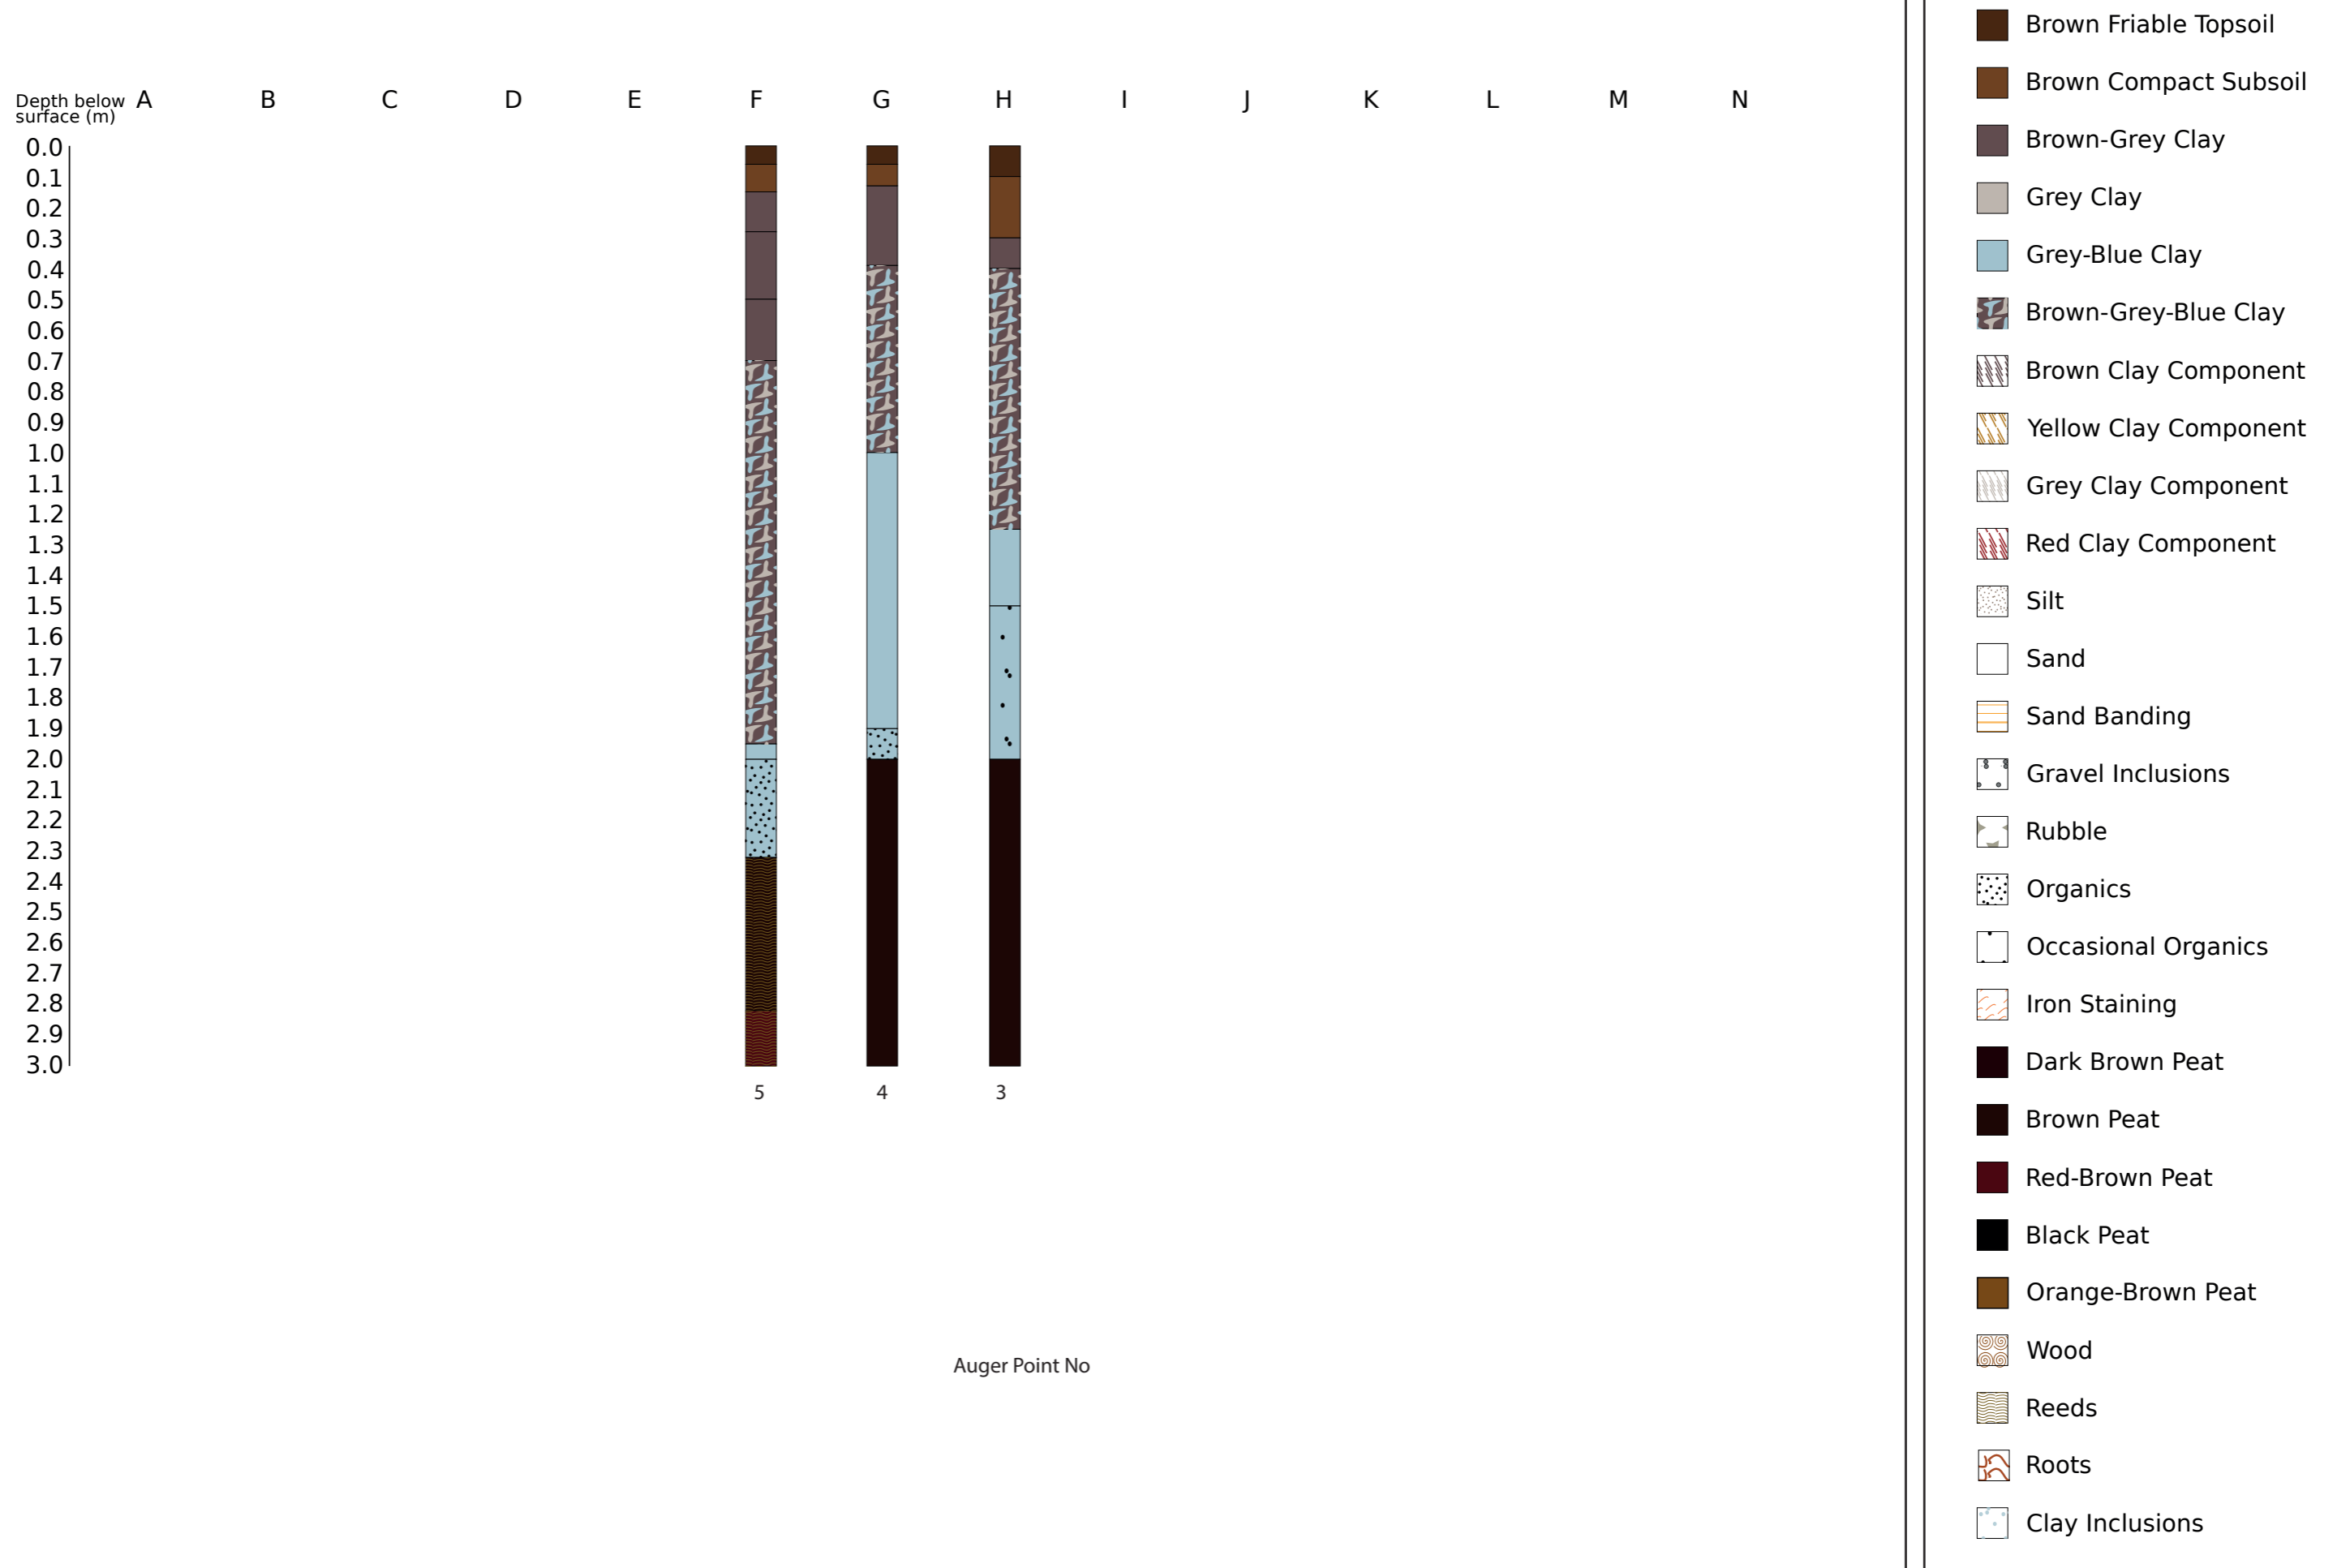 Depth below
surface (m)
A B C D E F G H I J K L M N
0.0
0.1
0.2
0.3
0.4
0.5
0.6
0.7
0.8
0.9
1.0
1.1
1.2
1.3
1.4
1.5
1.6
1.7
1.8
1.9
2.0
2.1
2.2
2.3
2.4
2.5
2.6
2.7
2.8
2.9
3.0
5 4 3
Auger Point No
Brown Friable Topsoil
Brown Compact Subsoil
Brown-Grey Clay
Grey Clay
Grey-Blue Clay
Brown-Grey-Blue Clay
Brown Clay Component
Yellow Clay Component
Grey Clay Component
Red Clay Component
Silt
Sand
Sand Banding
Gravel Inclusions
Rubble
Organics
Occasional Organics
Iron Staining
Dark Brown Peat
Brown Peat
Red-Brown Peat
Black Peat
Orange-Brown Peat
Wood
Reeds
Roots
Clay Inclusions